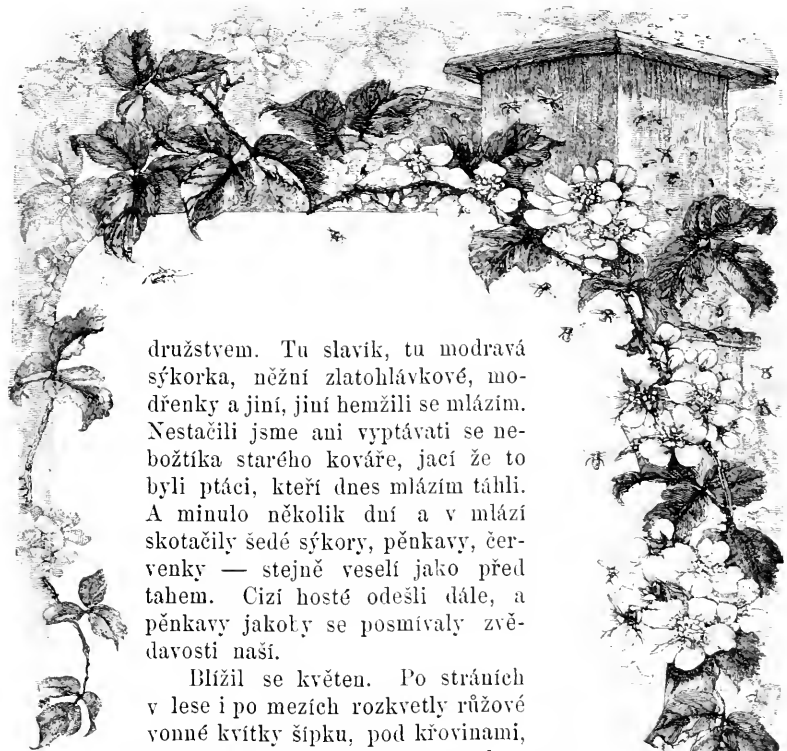 družstvem. Tu slavík, tu modravá
sýkorka, něžní zlatohlávkové, mo-
dřenky a jiní, jiní hemžili se mlázím.
Nestačili jsme ani vyptávati se ne-
božtíka starého kováře, jací že to
byli ptáci, kteří dnes mlázím táhli.
A minulo několik dní a v mlází
skotačily šedé sýkory, pěnkavy, čer-
venky — stejně veselí jako před
tahem. Cizí hosté odešli dále, a
pěnkavy jakoby se posmívaly zvě-
davosti naší.
Blížil se květen. Po stráních
v lese i po mezích rozkvetly růžové
vonné kvítky šípku, pod křovinami,